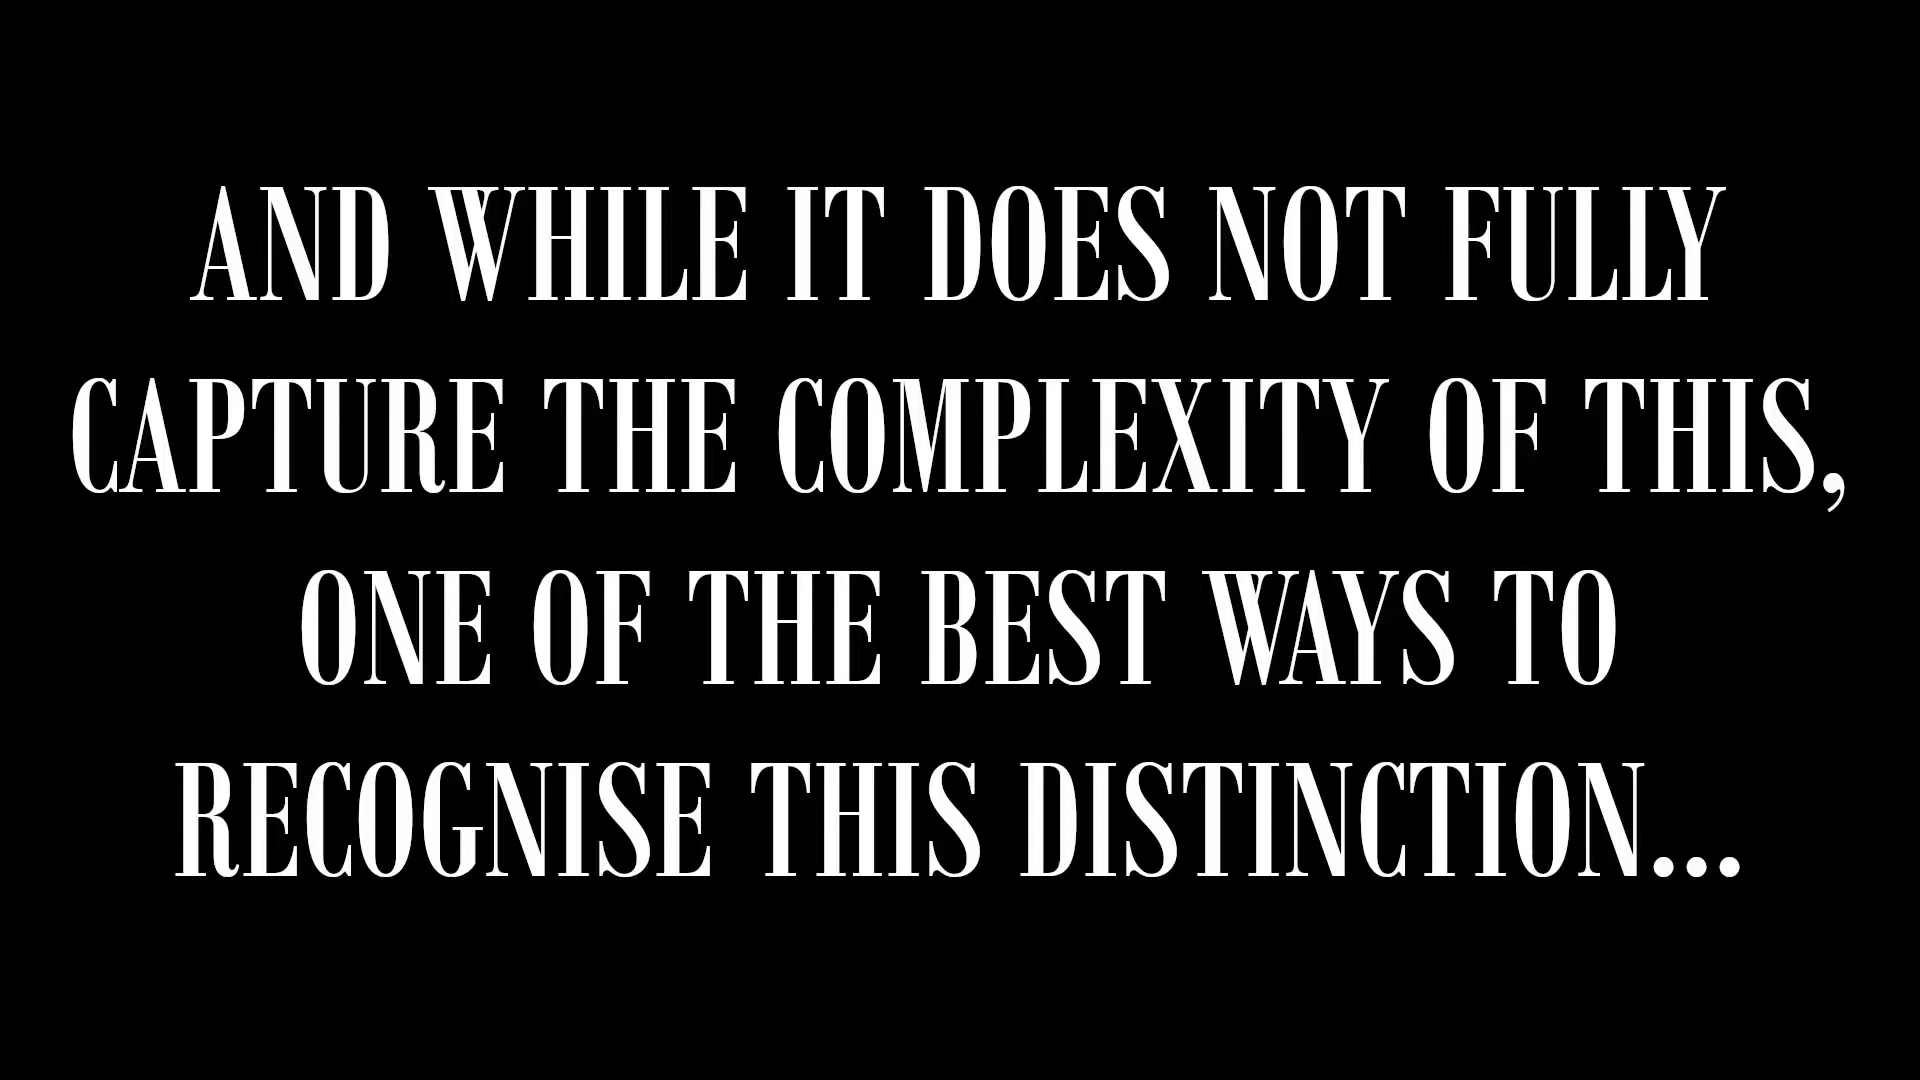 AND WHILE IT DOES NOT FULLY
CAPTURE THE COMPLEXITY OF THIS,
ONE OF THE BEST WAYS TO
RECOGNISE THIS DISTINCTION...